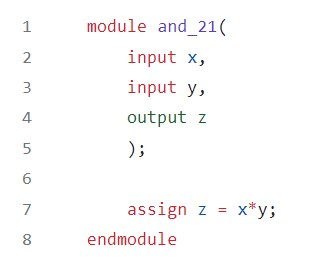 1 module and_21(
2 input x,
3 input y,
4 output z
5 );
6
7 assign z = x*y;
8 endmodule